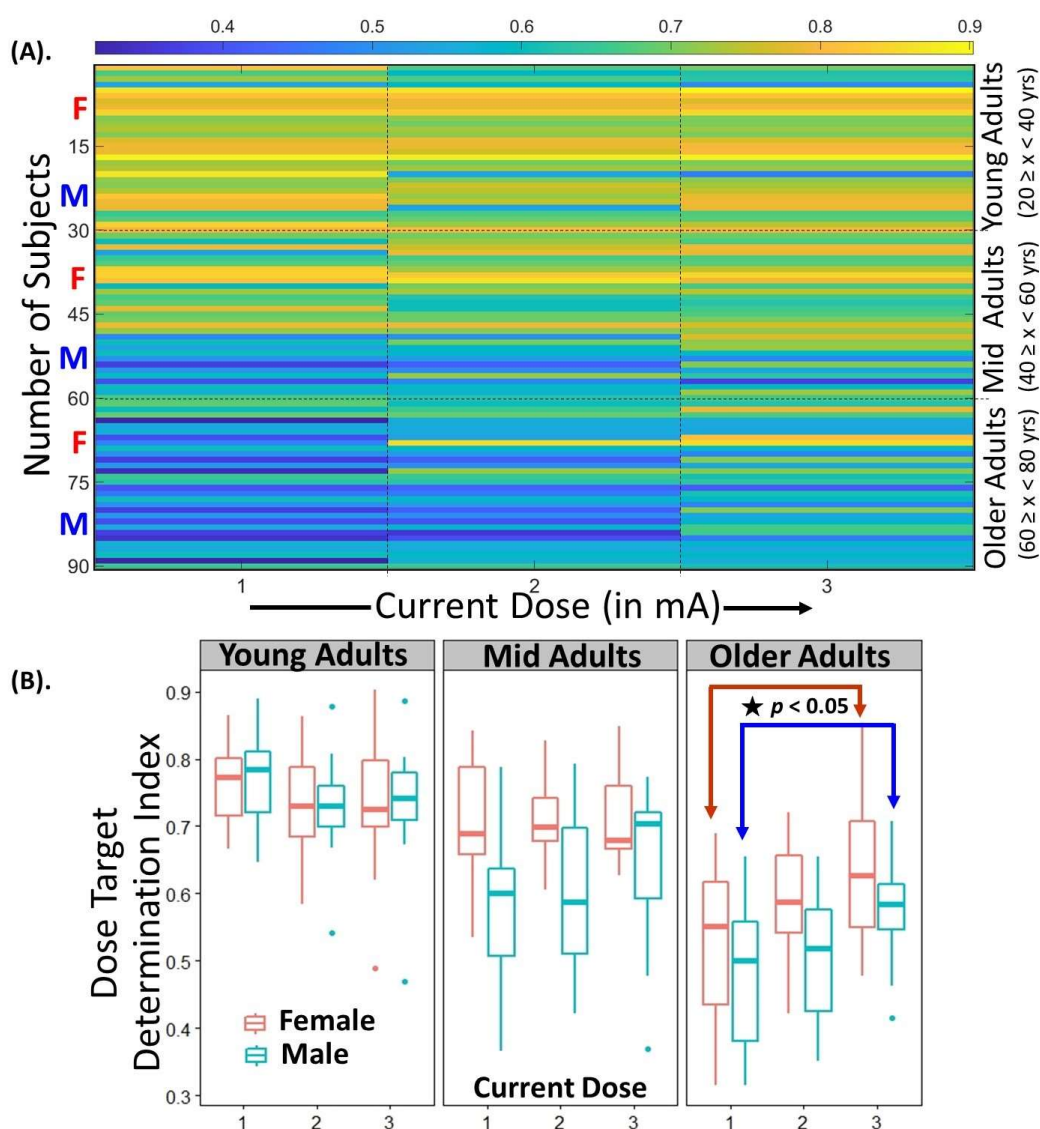 0.4 0.5 0.6 0.7 0.8 0.9
(A).
Number of Subjects
15
30
45
60
75
90
F
M
F
M
F
M
Young Adults
(20 ≥ x < 40 yrs)
Mid Adults
(40 ≥ x < 60 yrs)
Older Adults
(60 ≥ x < 80 yrs)
1 2 3
Current Dose (in mA)
(B).
Young Adults Mid Adults Older Adults
Dose Target
Determination Index
0.9
0.8
0.7
0.6
0.5
0.4
0.3
★ p < 0.05
Female
Male
Current Dose
1 2 3 1 2 3 1 2 3